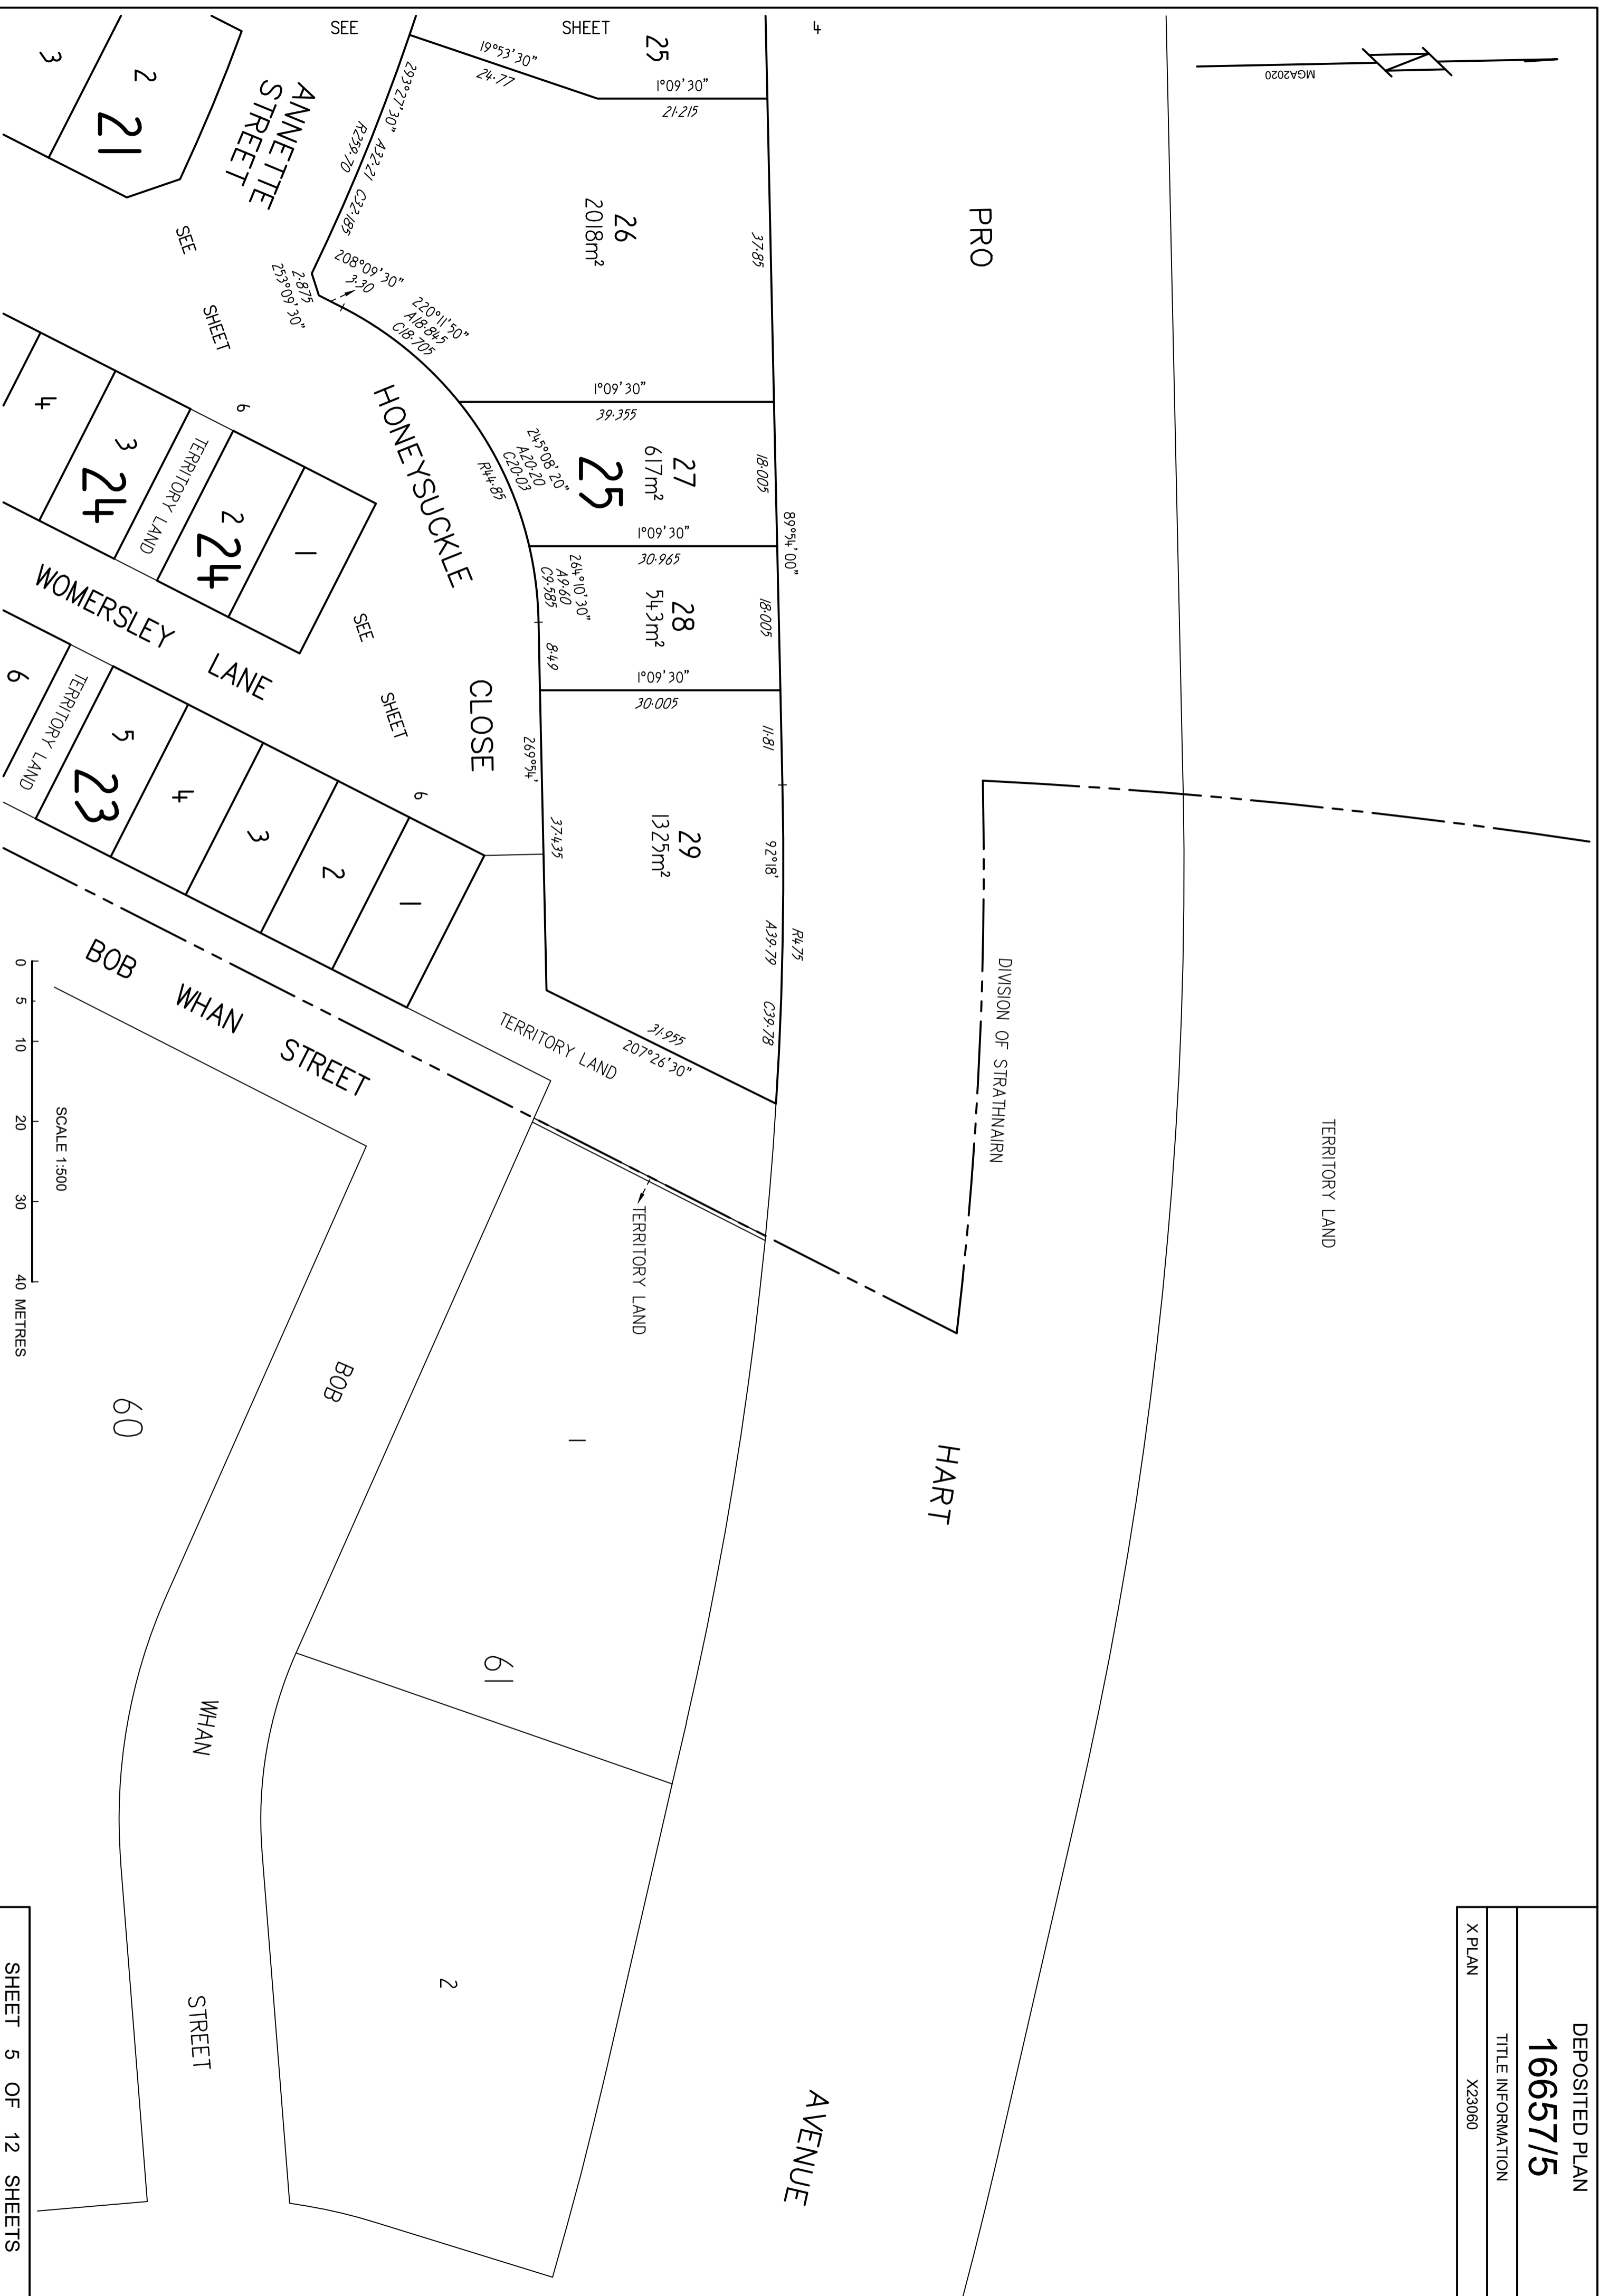 DEPOSITED PLAN
16657/5
TITLE INFORMATION
X PLAN X23060
MGA2020
TERRITORY LAND
DIVISION OF STRATHNAIRN
PRO HART AVENUE
SEE SHEET 4
25
1°09'30"
21·215
19°53'30"
24·77
26
2018m²
37·85
293°27'30" A32·21 C32·185
R259·70
208°09'30"
3·30
2·875
253°09'30"
220°11'50"
A18·845
C18·705
1°09'30"
39·355
27
617m²
18·005
25
245°08'20"
A20·20
C20·03
R44·85
1°09'30"
30·965
89°54'00"
28
543m²
18·005
264°10'30"
A9·60
C9·585
8·49
1°09'30"
30·005
11·81
29
1325m²
92°18' A39·79 C39·78
R475
269°54' 37·435
31·955
207°26'30"
TERRITORY LAND
TERRITORY LAND
ANNETTE
STREET
HONEYSUCKLE CLOSE
SEE SHEET 6
SEE SHEET 6
21
2
3
1
2
24
TERRITORY LAND
3
24
4
WOMERSLEY LANE
1
2
3
4
5
23
TERRITORY LAND
6
BOB WHAN STREET
1
61
2
BOB WHAN STREET
60
SCALE 1:500
0 5 10 20 30 40 METRES
SHEET 5 OF 12 SHEETS